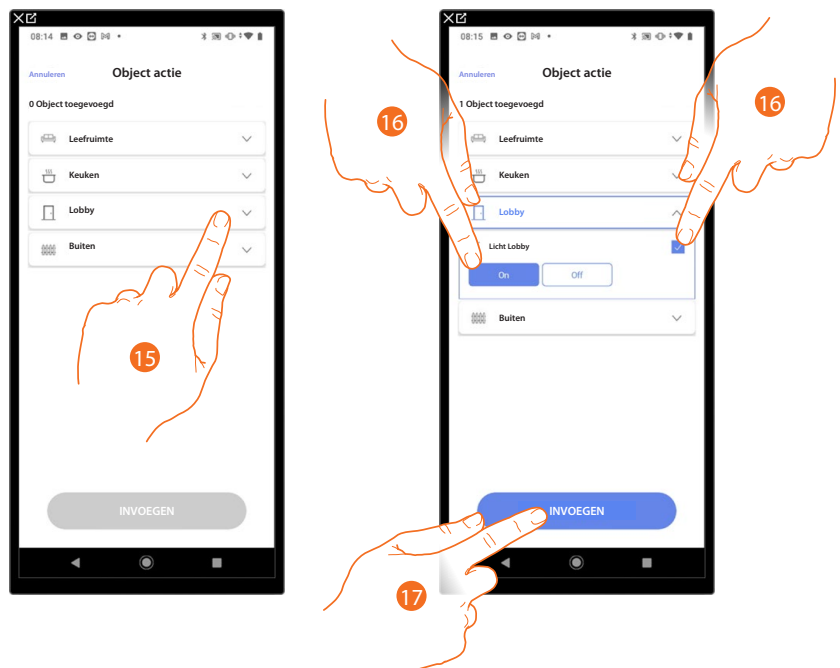 08:14
Annuleren Object actie
0 Object toegevoegd
Leefruimte
Keuken
Lobby
Buiten
15
INVOEGEN
08:15
Annuleren Object actie
1 Object toegevoegd
16
16
Leefruimte
Keuken
Lobby
Licht Lobby
On Off
Buiten
INVOEGEN
17